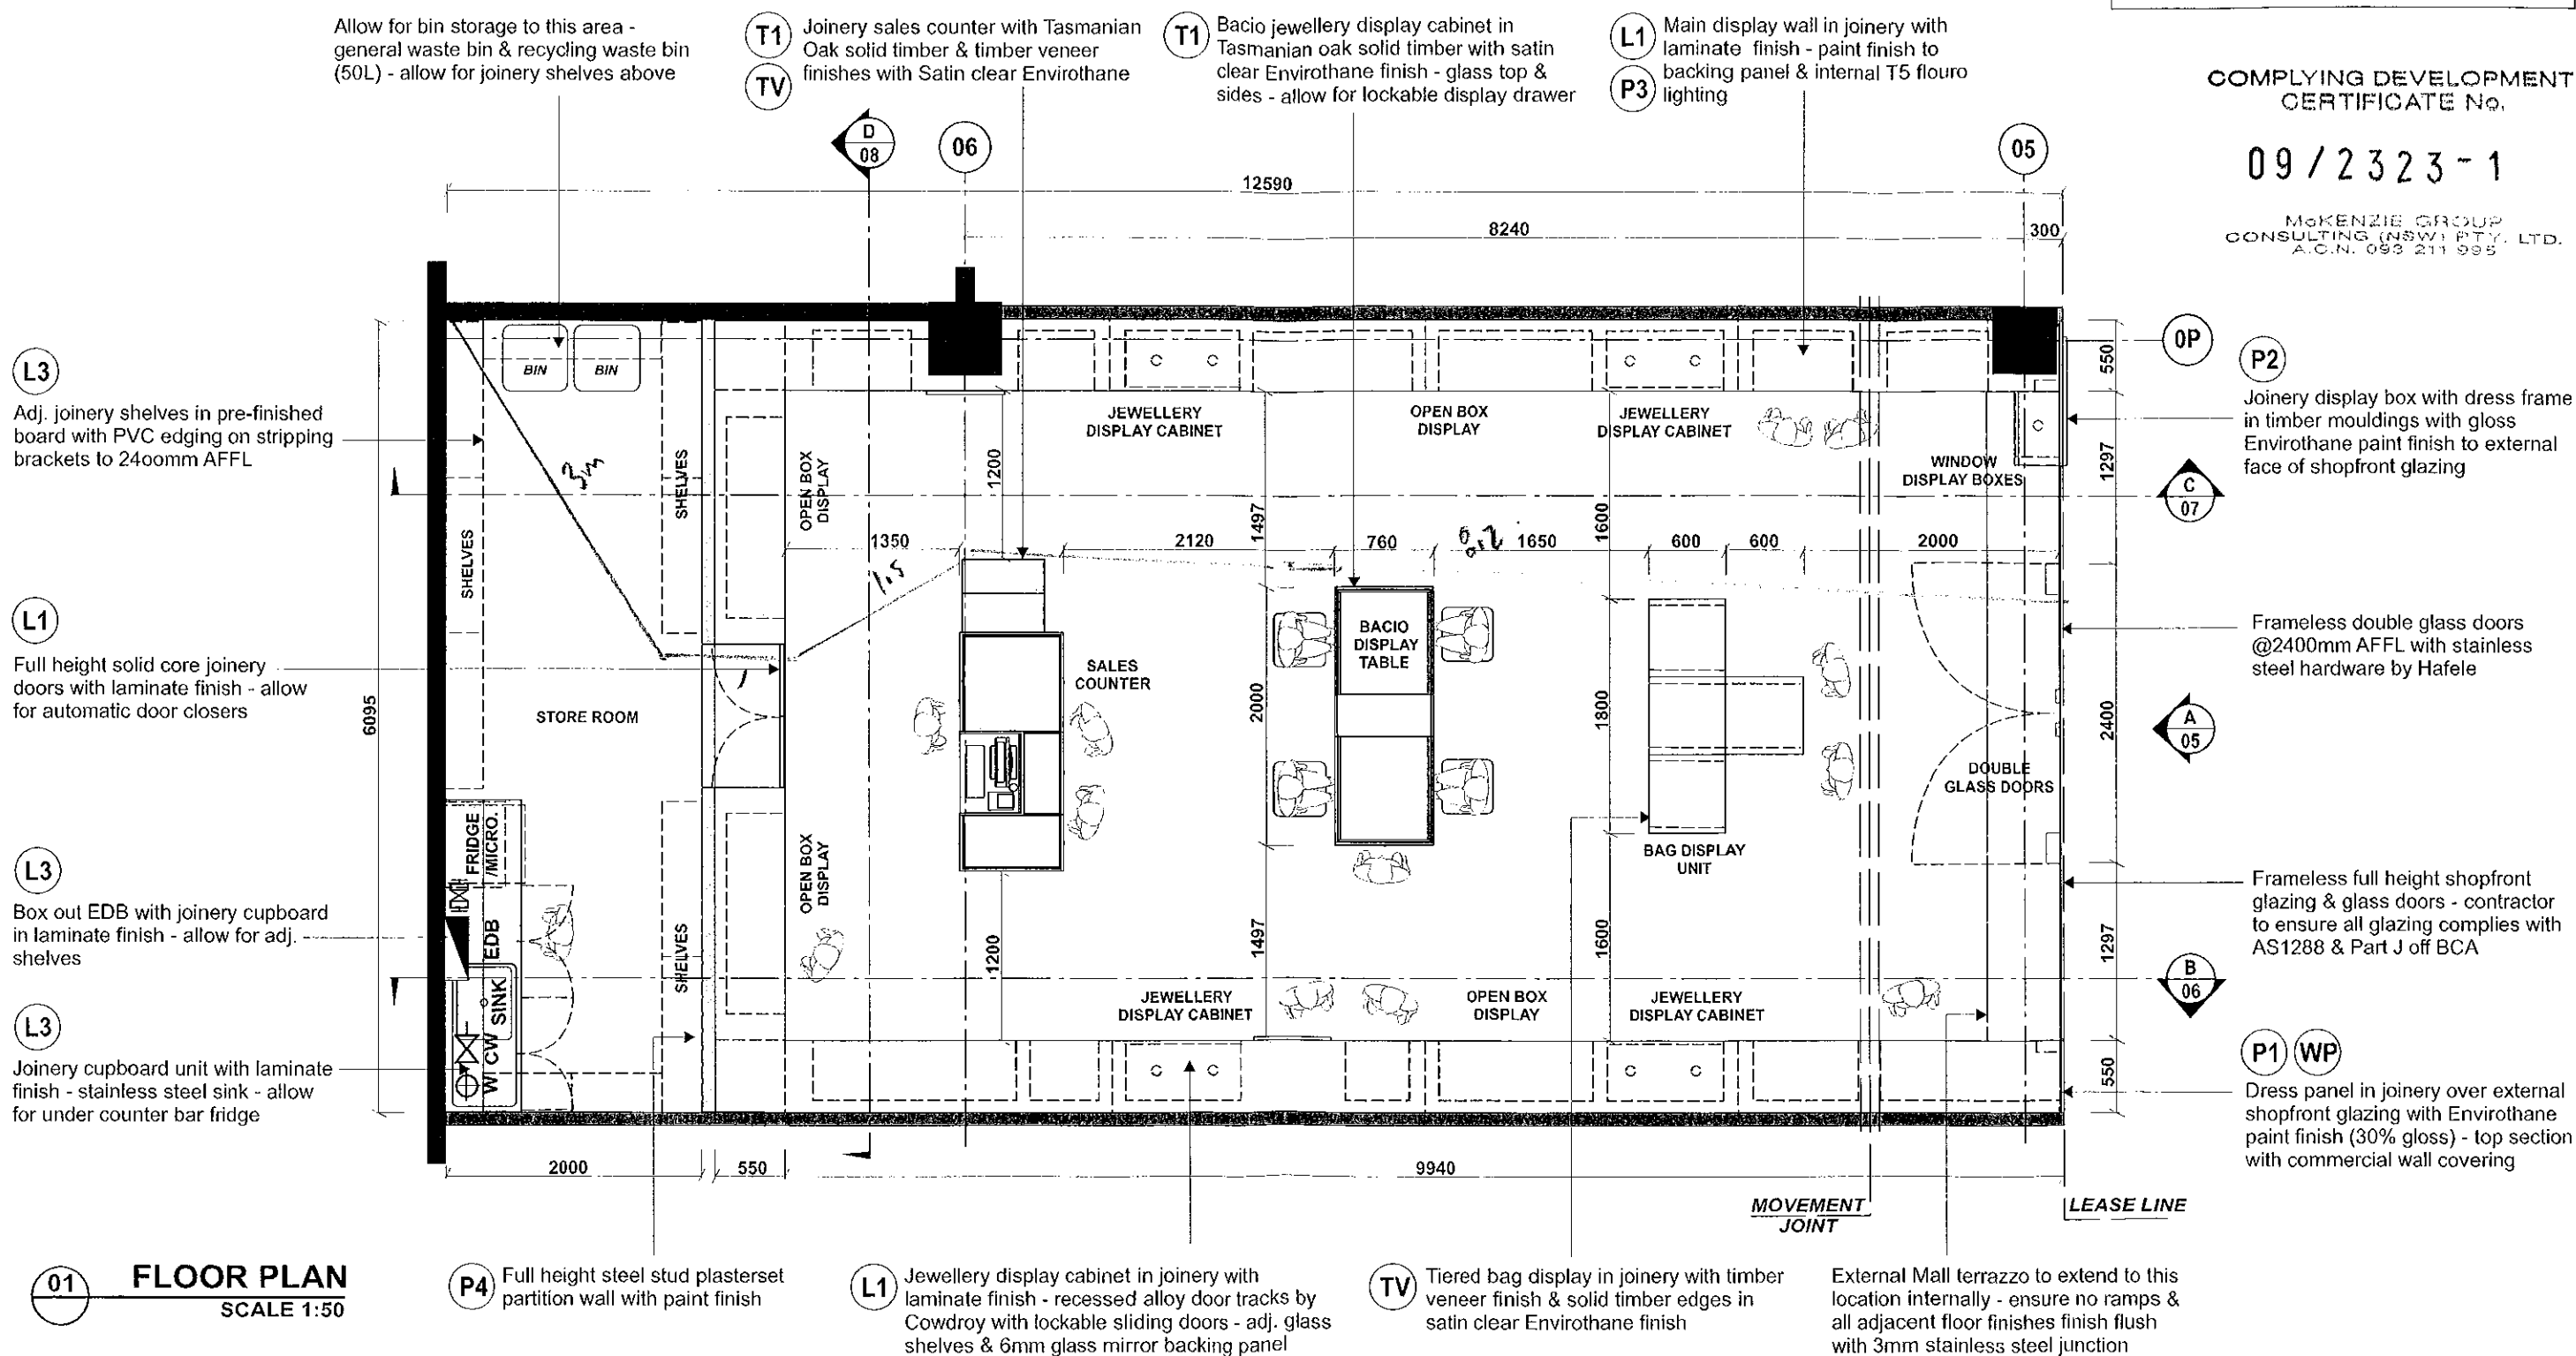 Allow for bin storage to this area -
general waste bin & recycling waste bin
(50L) - allow for joinery shelves above
T1
TV
Joinery sales counter with Tasmanian
Oak solid timber & timber veneer
finishes with Satin clear Envirothane
T1
Bacio jewellery display cabinet in
Tasmanian oak solid timber with satin
clear Envirothane finish - glass top &
sides - allow for lockable display drawer
L1
P3
Main display wall in joinery with
laminate finish - paint finish to
backing panel & internal T5 flouro
lighting
COMPLYING DEVELOPMENT
CERTIFICATE No.
09/2323-1
McKENZIE GROUP
CONSULTING (NSW) PTY. LTD.
A.C.N. 093 211 995
D
08
06
05
12590
8240
300
L3
Adj. joinery shelves in pre-finished
board with PVC edging on stripping
brackets to 24oomm AFFL
L1
Full height solid core joinery
doors with laminate finish - allow
for automatic door closers
L3
Box out EDB with joinery cupboard
in laminate finish - allow for adj.
shelves
L3
Joinery cupboard unit with laminate
finish - stainless steel sink - allow
for under counter bar fridge
6095
BIN
BIN
3m
SHELVES
SHELVES
STORE ROOM
FRIDGE
/MICRO.
EDB
SINK
CW
W
SHELVES
OPEN BOX
DISPLAY
OPEN BOX
DISPLAY
JEWELLERY
DISPLAY CABINET
OPEN BOX
DISPLAY
JEWELLERY
DISPLAY CABINET
WINDOW
DISPLAY BOXES
1200
1497
1600
1350
1.5
2120
760
1650
600
600
2000
SALES
COUNTER
BACIO
DISPLAY
TABLE
2000
1800
BAG DISPLAY
UNIT
DOUBLE
GLASS DOORS
1200
1497
1600
JEWELLERY
DISPLAY CABINET
OPEN BOX
DISPLAY
JEWELLERY
DISPLAY CABINET
550
1297
2400
1297
550
0P
C
07
A
05
B
06
P2
Joinery display box with dress frame
in timber mouldings with gloss
Envirothane paint finish to external
face of shopfront glazing
Frameless double glass doors
@2400mm AFFL with stainless
steel hardware by Hafele
Frameless full height shopfront
glazing & glass doors - contractor
to ensure all glazing complies with
AS1288 & Part J off BCA
P1
WP
Dress panel in joinery over external
shopfront glazing with Envirothane
paint finish (30% gloss) - top section
with commercial wall covering
2000
550
9940
MOVEMENT
JOINT
LEASE LINE
01
FLOOR PLAN
SCALE 1:50
P4
Full height steel stud plasterset
partition wall with paint finish
L1
Jewellery display cabinet in joinery with
laminate finish - recessed alloy door tracks by
Cowdroy with lockable sliding doors - adj. glass
shelves & 6mm glass mirror backing panel
TV
Tiered bag display in joinery with timber
veneer finish & solid timber edges in
satin clear Envirothane finish
External Mall terrazzo to extend to this
location internally - ensure no ramps &
all adjacent floor finishes finish flush
with 3mm stainless steel junction